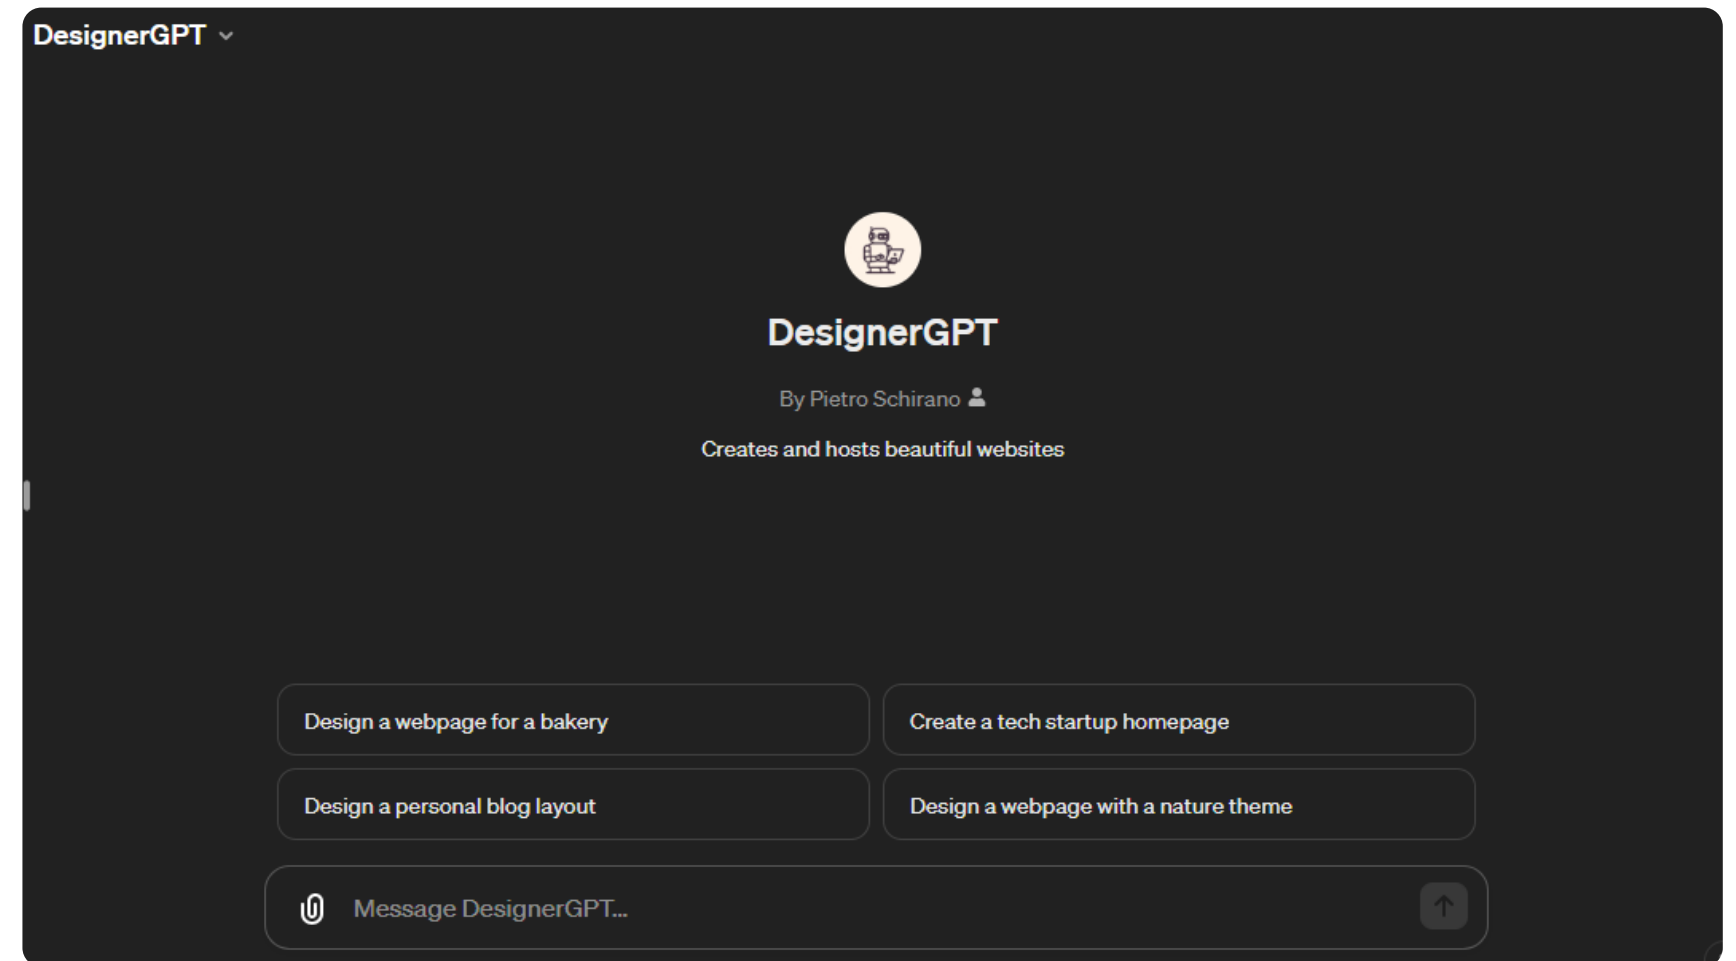 DesignerGPT
DesignerGPT
By Pietro Schirano
Creates and hosts beautiful websites
Design a webpage for a bakery
Create a tech startup homepage
Design a personal blog layout
Design a webpage with a nature theme
Message DesignerGPT...